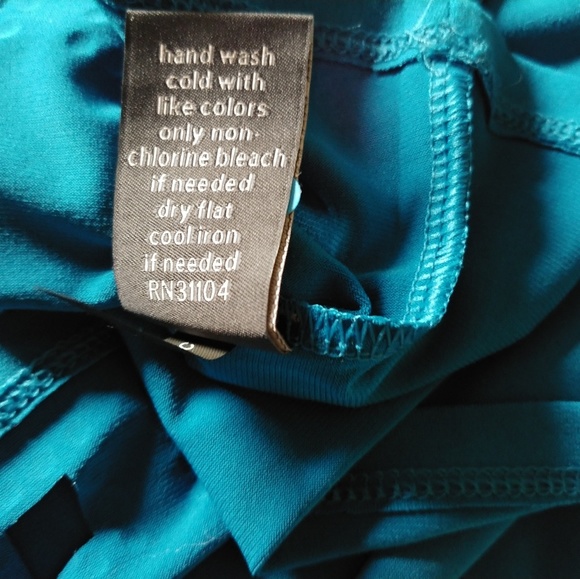 hand wash
cold with
like colors
only non-
chlorine bleach
if needed
dry flat
cool iron
if needed
RN31104